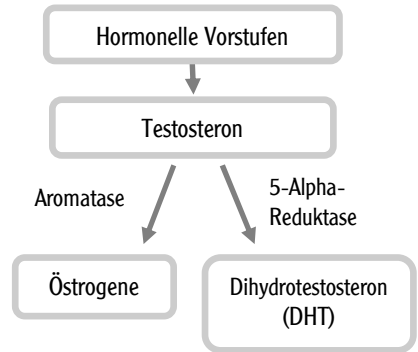 Hormonelle Vorstufen
Testosteron
Aromatase
5-Alpha-
Reduktase
Östrogene
Dihydrotestosteron
(DHT)